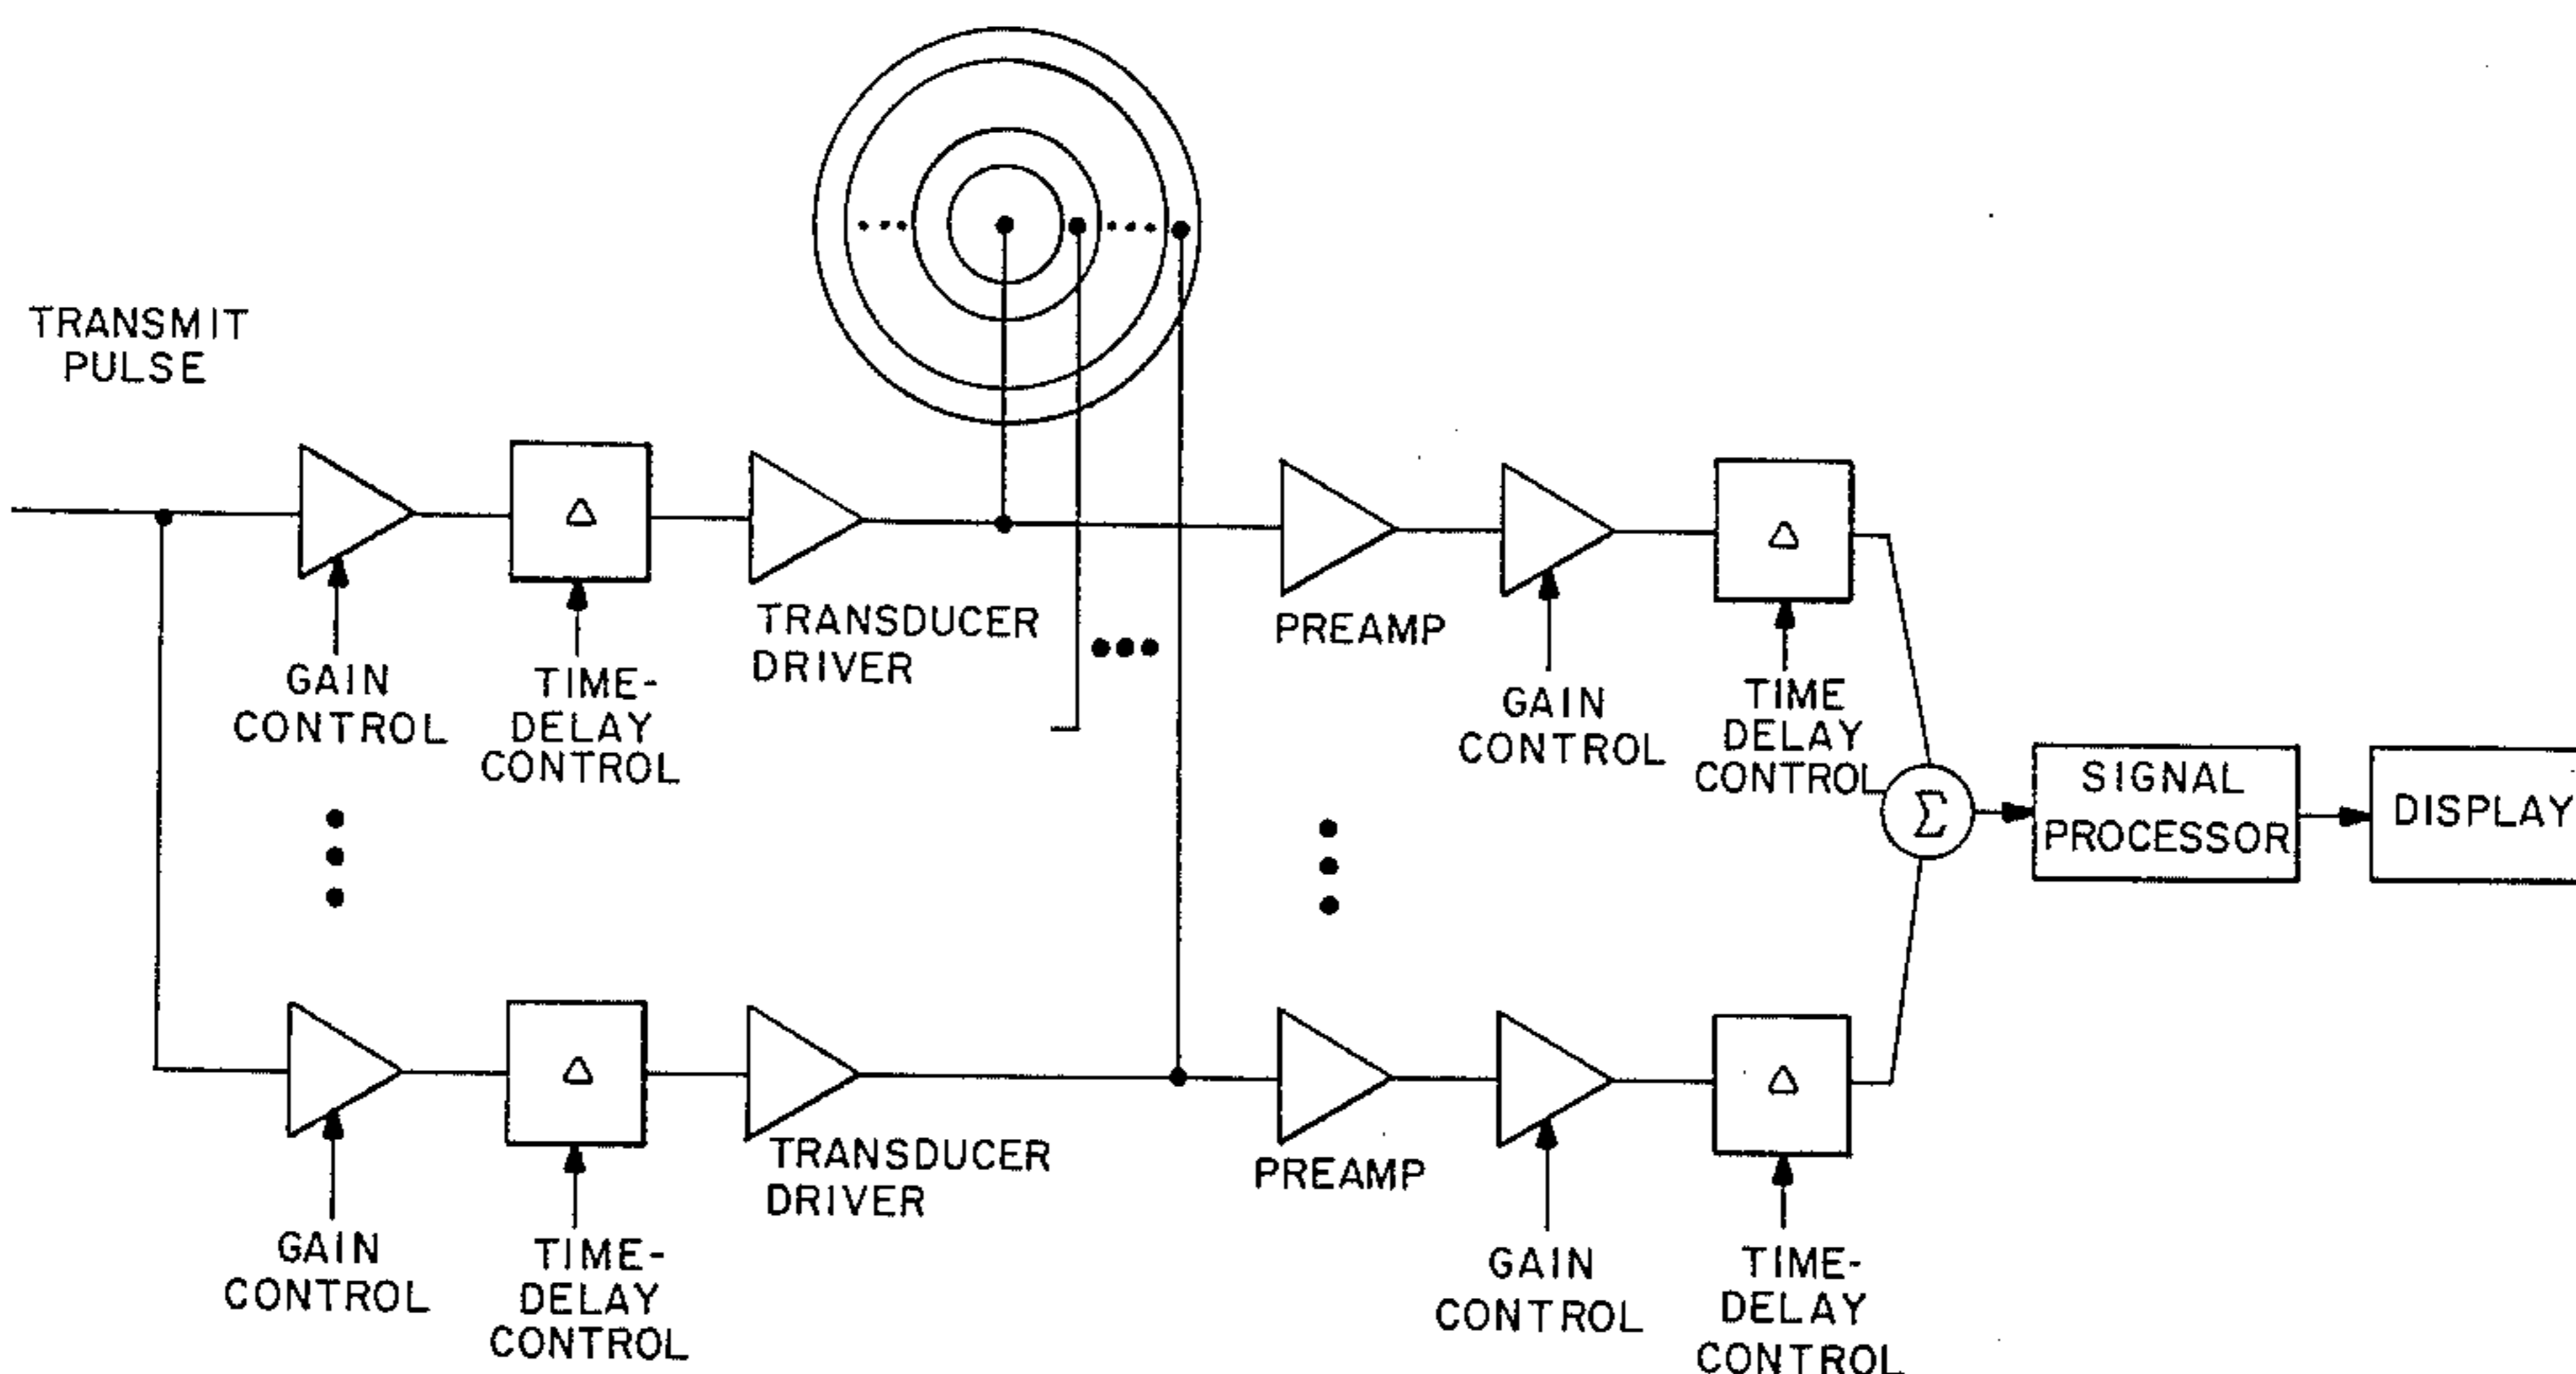 TRANSMIT
PULSE
GAIN
CONTROL
TIME-
DELAY
CONTROL
TRANSDUCER
DRIVER
PREAMP
GAIN
CONTROL
TIME
DELAY
CONTROL
Σ
SIGNAL
PROCESSOR
DISPLAY
Δ
Δ
GAIN
CONTROL
TIME-
DELAY
CONTROL
TRANSDUCER
DRIVER
PREAMP
GAIN
CONTROL
TIME-
DELAY
CONTROL
Δ
Δ